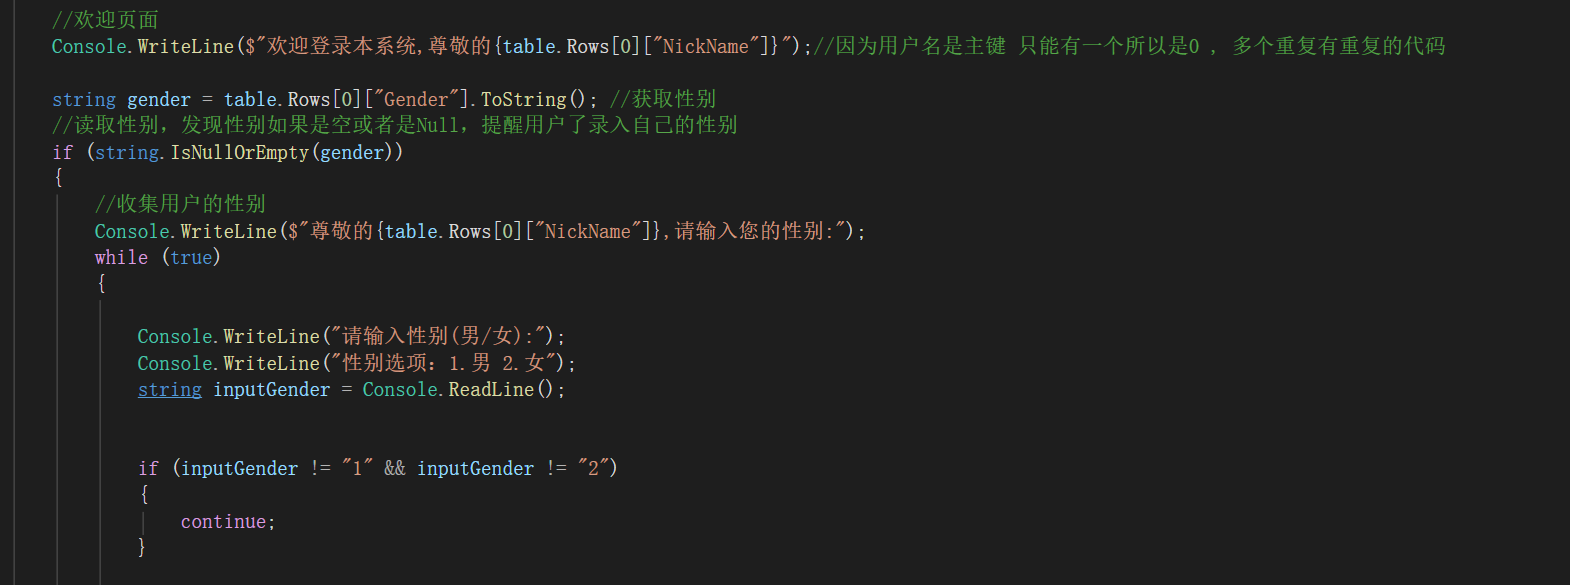 //欢迎页面
Console.WriteLine($"欢迎登录本系统,尊敬的{table.Rows[0]["NickName"]}");//因为用户名是主键 只能有一个所以是0 , 多个重复有重复的代码
string gender = table.Rows[0]["Gender"].ToString(); //获取性别
//读取性别，发现性别如果是空或者是Null，提醒用户了录入自己的性别
if (string.IsNullOrEmpty(gender))
{
//收集用户的性别
Console.WriteLine($"尊敬的{table.Rows[0]["NickName"]},请输入您的性别:");
while (true)
{
Console.WriteLine("请输入性别(男/女):");
Console.WriteLine("性别选项：1.男 2.女");
string inputGender = Console.ReadLine();
if (inputGender != "1" && inputGender != "2")
{
continue;
}